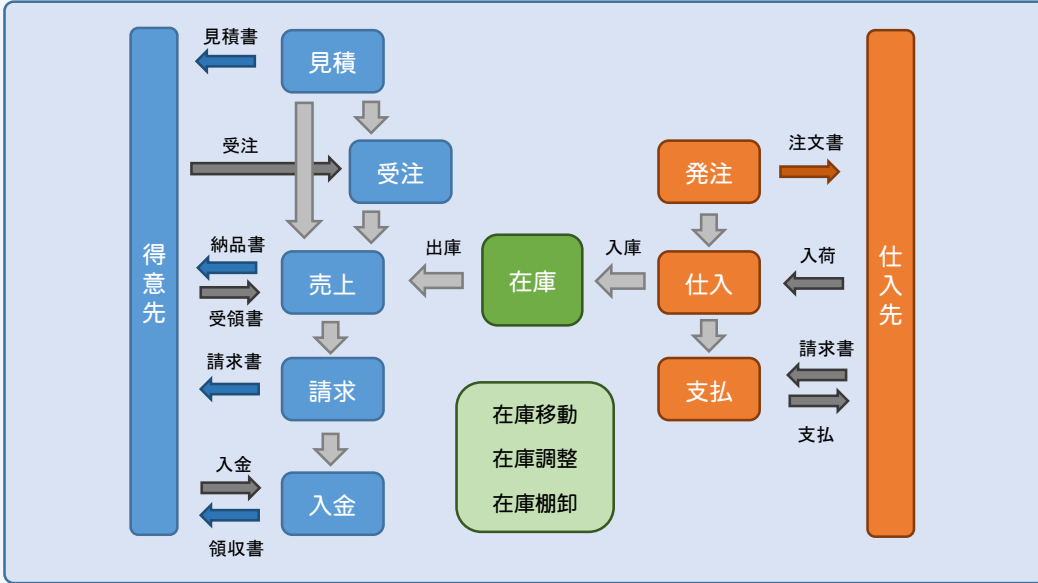 見積書
見積
受注
受注
発注
注文書
得意先
納品書
受領書
売上
出庫
在庫
入庫
仕入
入荷
仕入先
請求書
請求
支払
請求書
支払
在庫移動
在庫調整
在庫棚卸
入金
領収書
入金